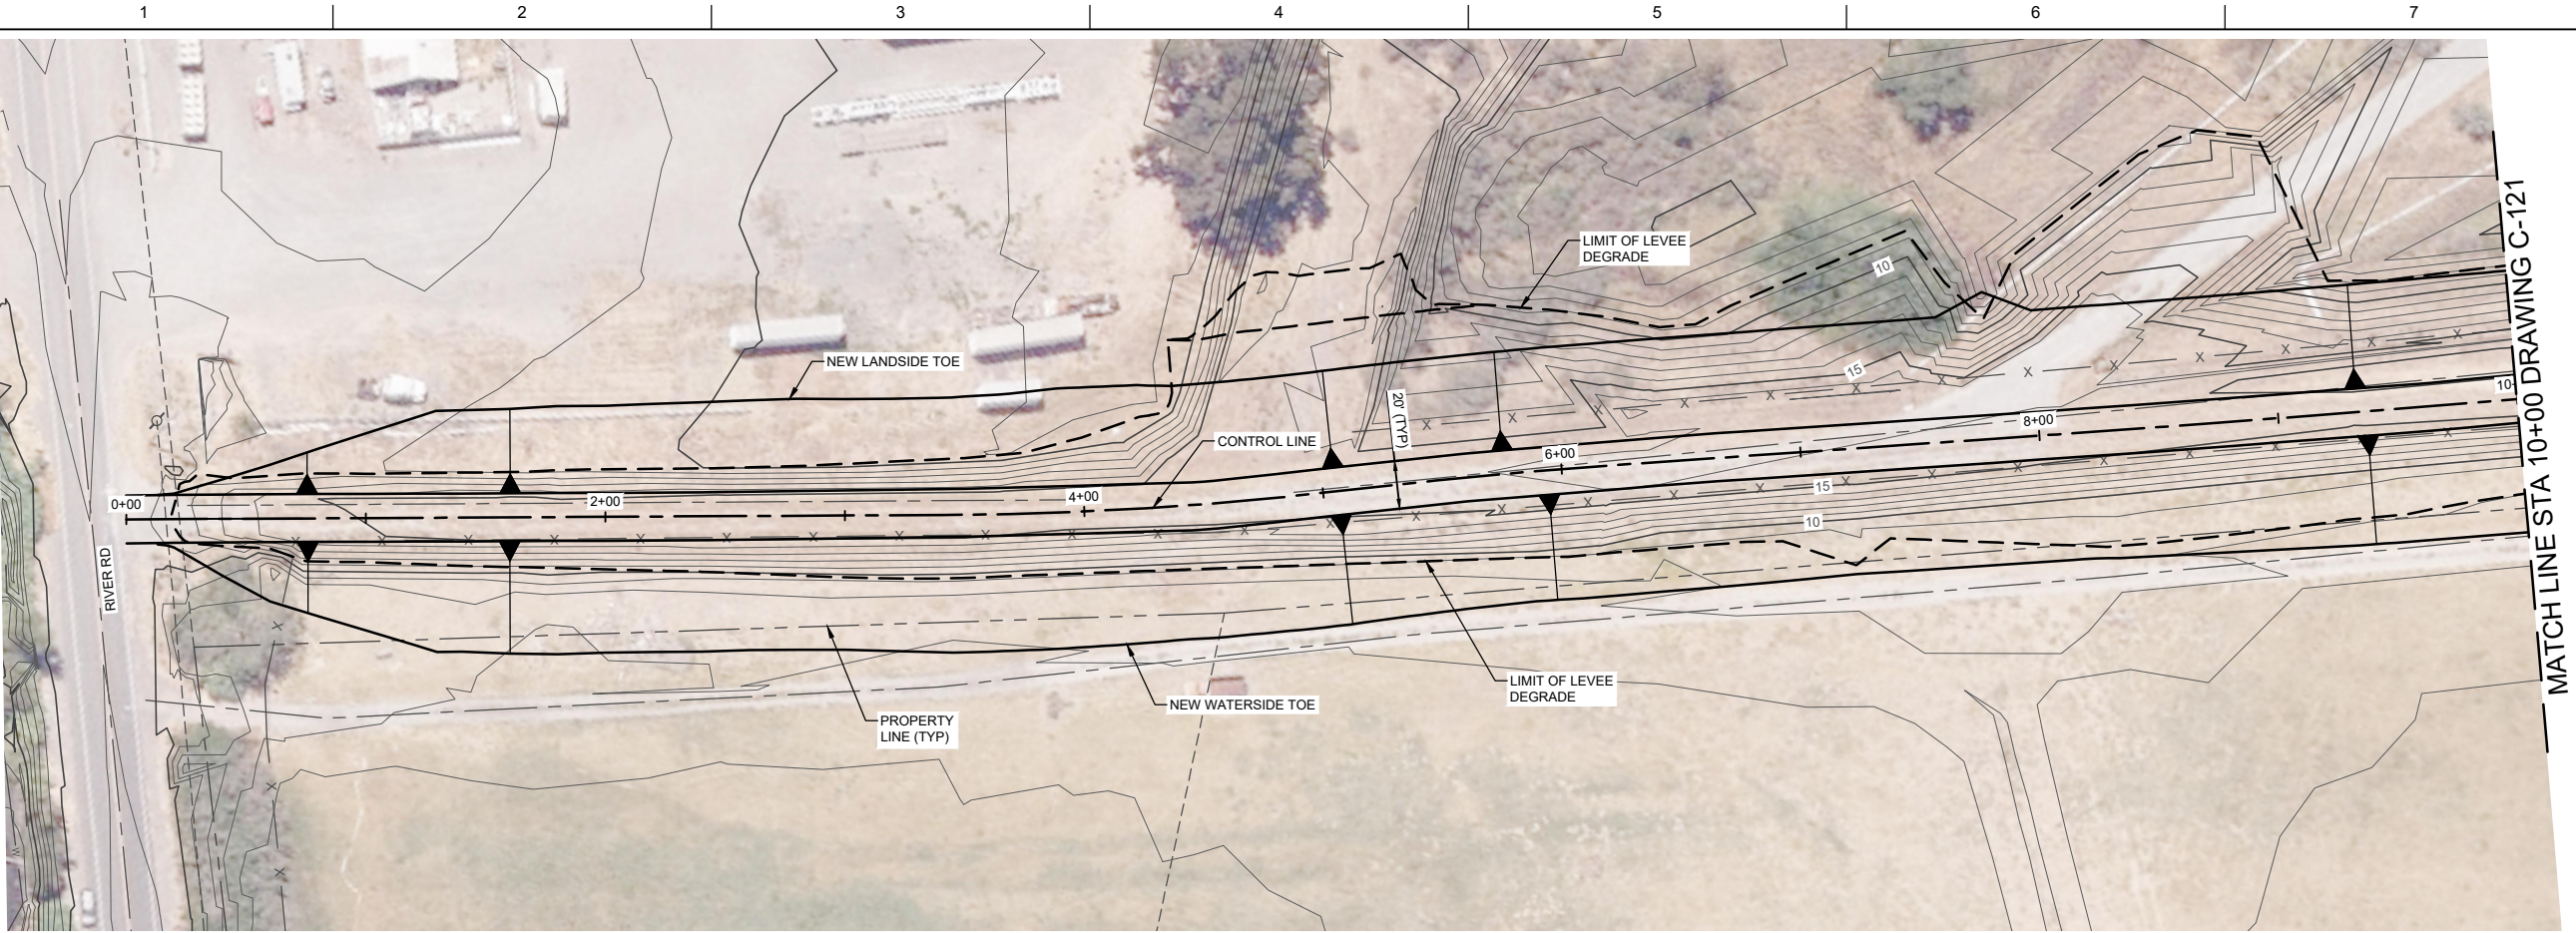 1 2 3 4 5 6 7
LIMIT OF LEVEE
DEGRADE
10
NEW LANDSIDE TOE
15
20' (TYP)
CONTROL LINE
10+
8+00
6+00
4+00
2+00
0+00
15
10
RIVER RD
LIMIT OF LEVEE
DEGRADE
NEW WATERSIDE TOE
PROPERTY
LINE (TYP)
MATCH LINE STA 10+00 DRAWING C-121